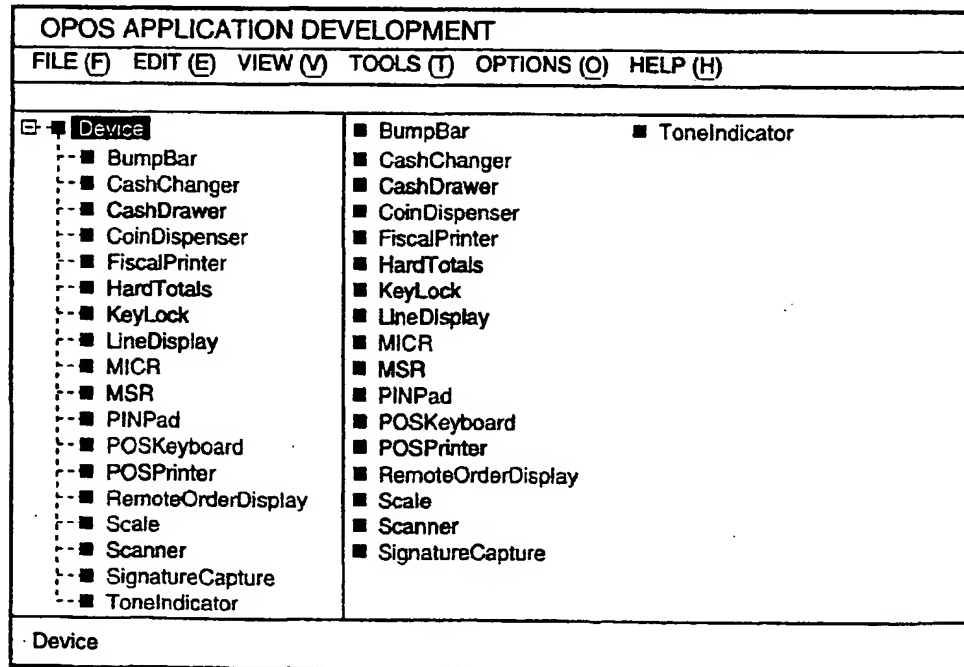 OPOS APPLICATION DEVELOPMENT
FILE (F) EDIT (E) VIEW (V) TOOLS (T) OPTIONS (O) HELP (H)
Device
BumpBar
CashChanger
CashDrawer
CoinDispenser
FiscalPrinter
HardTotals
KeyLock
LineDisplay
MICR
MSR
PINPad
POSKeyboard
POSPrinter
RemoteOrderDisplay
Scale
Scanner
SignatureCapture
ToneIndicator
BumpBar
CashChanger
CashDrawer
CoinDispenser
FiscalPrinter
HardTotals
KeyLock
LineDisplay
MICR
MSR
PINPad
POSKeyboard
POSPrinter
RemoteOrderDisplay
Scale
Scanner
SignatureCapture
ToneIndicator
Device